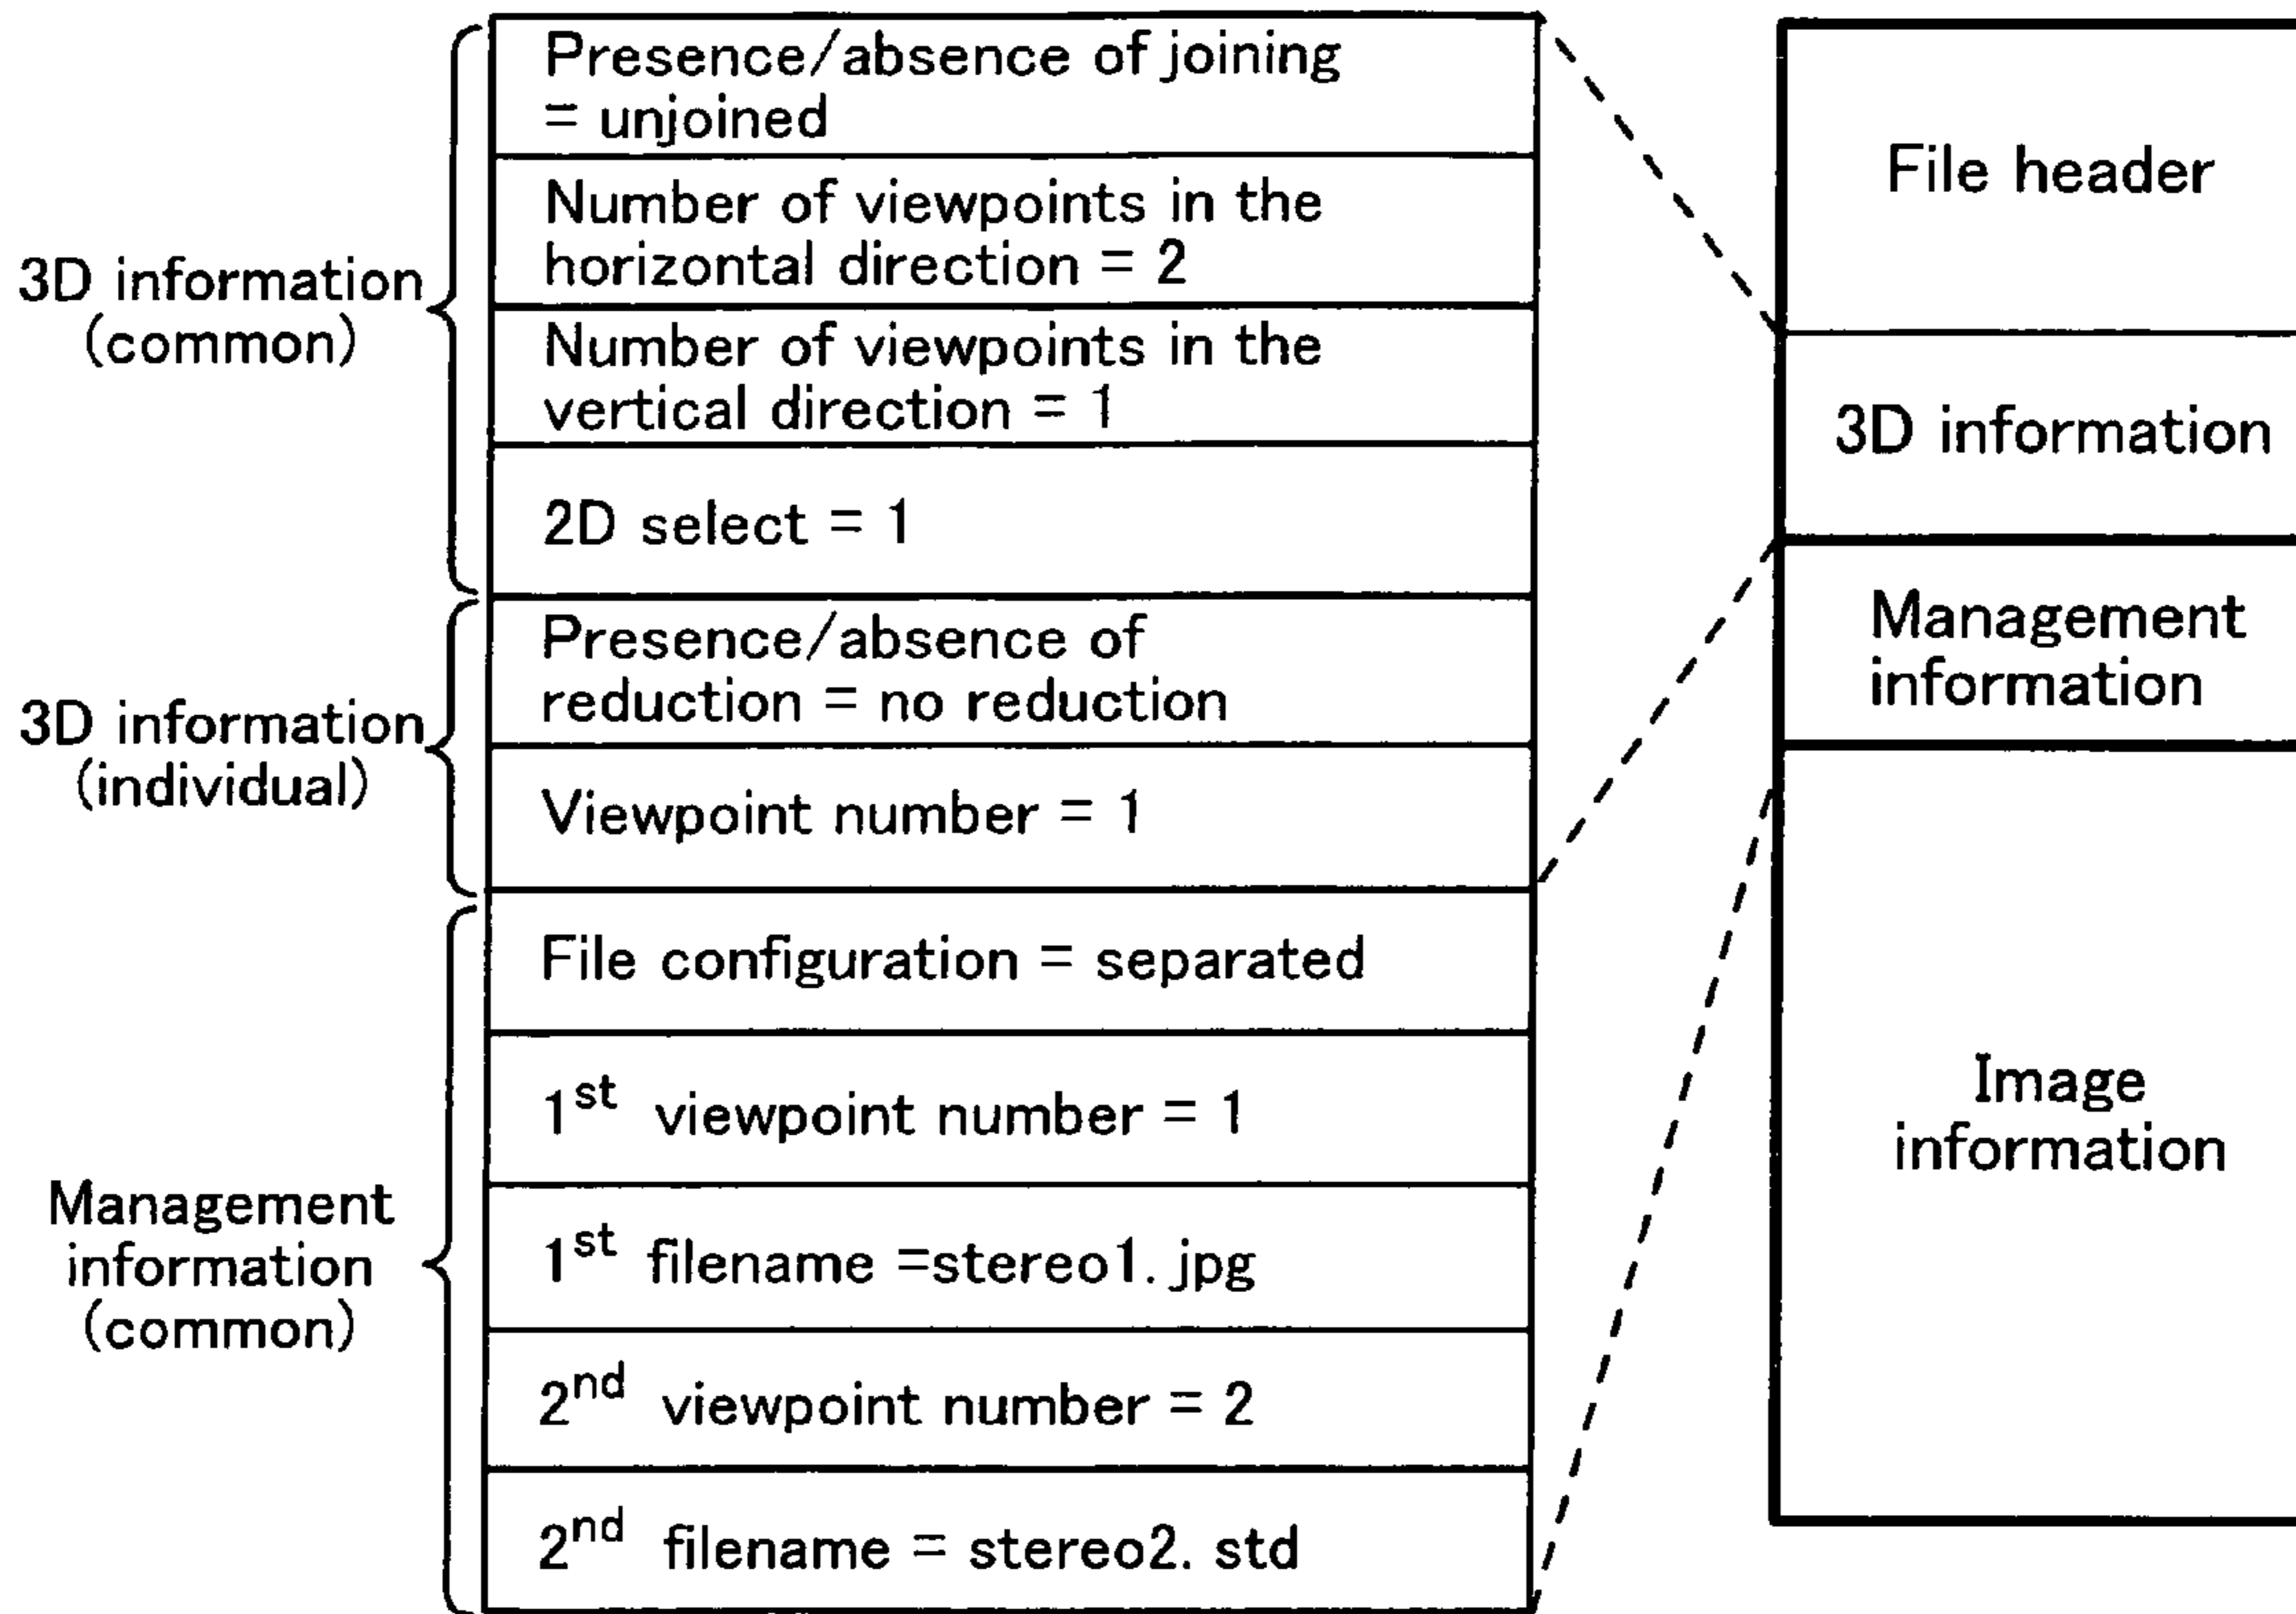 3D information
(common)
Presence/absence of joining
= unjoined
Number of viewpoints in the
horizontal direction = 2
Number of viewpoints in the
vertical direction = 1
2D select = 1
3D information
(individual)
Presence/absence of
reduction = no reduction
Viewpoint number = 1
Management
information
(common)
File configuration = separated
1st viewpoint number = 1
1st filename =stereo1. jpg
2nd viewpoint number = 2
2nd filename = stereo2. std
File header
3D information
Management
information
Image
information